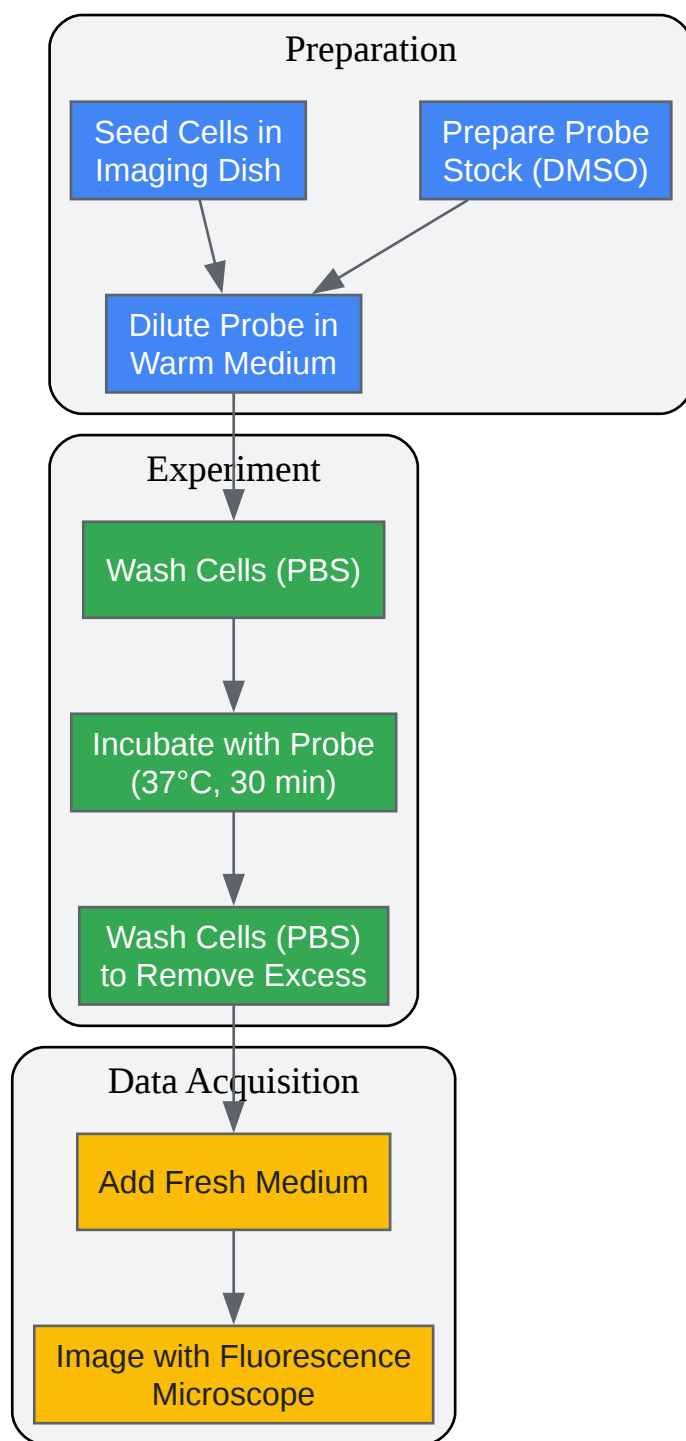 Preparation
Seed Cells in
Imaging Dish
Prepare Probe
Stock (DMSO)
Dilute Probe in
Warm Medium
Experiment
Wash Cells (PBS)
Incubate with Probe
(37°C, 30 min)
Wash Cells (PBS)
to Remove Excess
Data Acquisition
Add Fresh Medium
Image with Fluorescence
Microscope